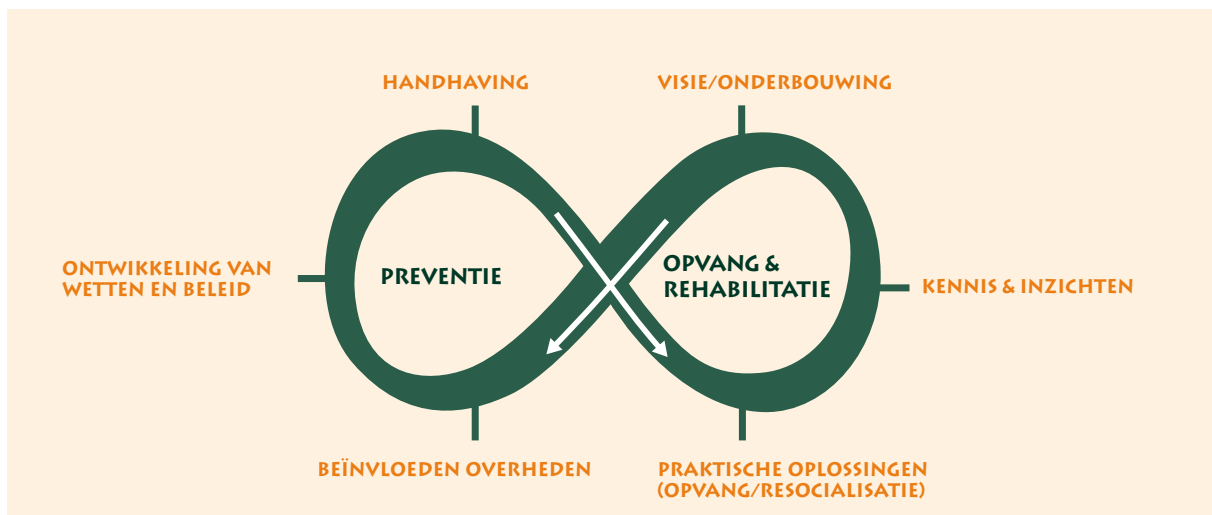 HANDHAVING
VISIE/ONDERBOUWING
ONTWIKKELING VAN
WETTEN EN BELEID
PREVENTIE
OPVANG &
REHABILITATIE
KENNIS & INZICHTEN
BEÏNVLOEDEN OVERHEDEN
PRAKTISCHE OPLOSSINGEN
(OPVANG/RESOCIALISATIE)